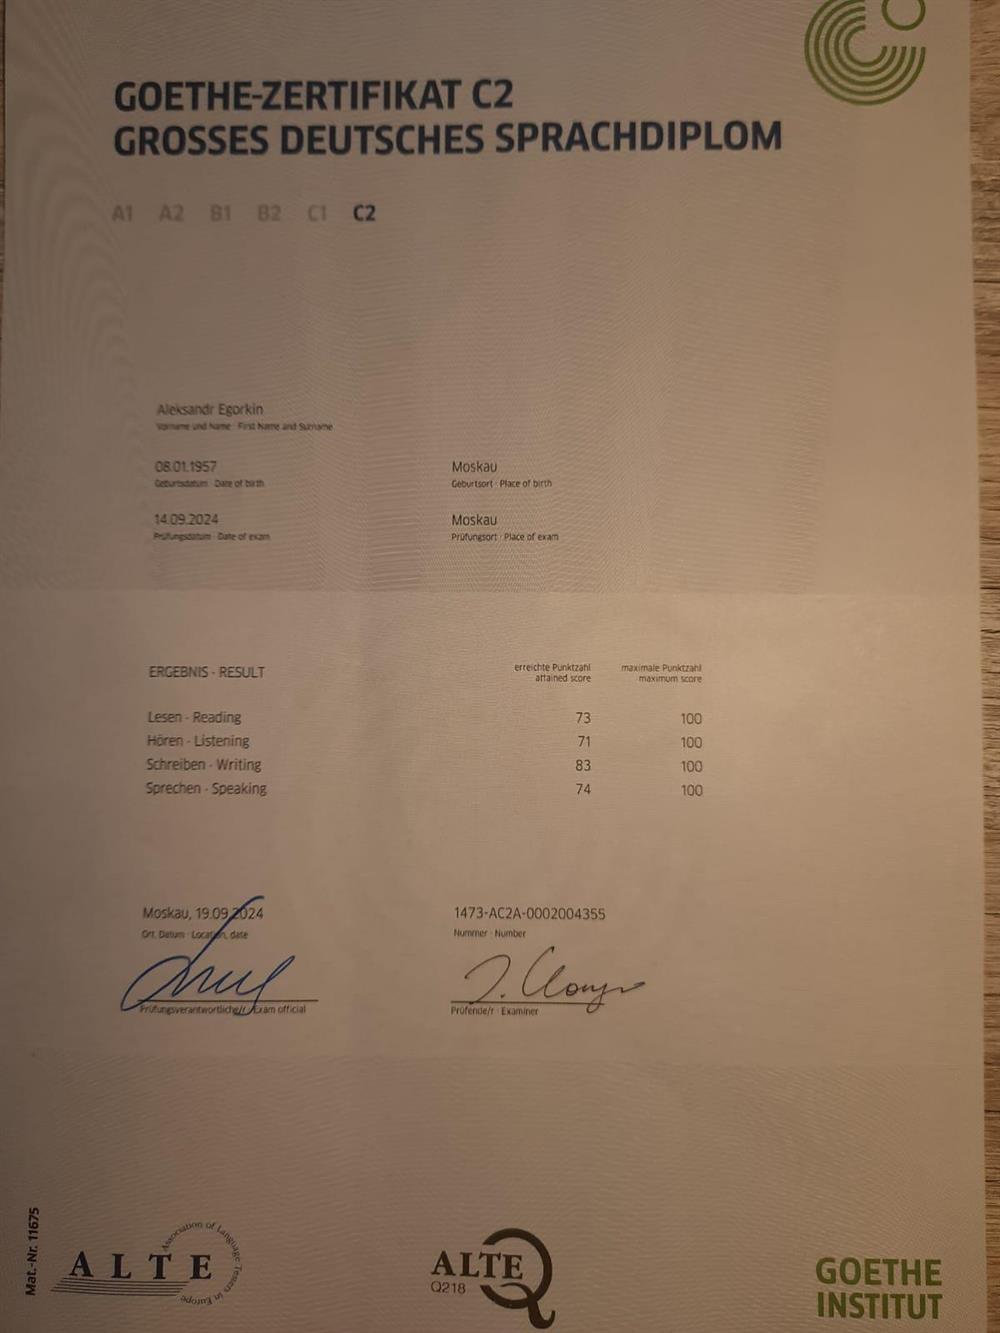 GOETHE-ZERTIFIKAT C2
GROSSES DEUTSCHES SPRACHDIPLOM
A1 A2 B1 B2 C1 C2
Aleksandr Egorkin
Vorname und Name · First Name and Surname
08.01.1957 Moskau
Geburtsdatum · Date of birth Geburtsort · Place of birth
14.09.2024 Moskau
Prüfungsdatum · Date of exam Prüfungsort · Place of exam
ERGEBNIS · RESULT erreichte Punktzahl maximale Punktzahl
attained score maximum score
Lesen · Reading 73 100
Hören · Listening 71 100
Schreiben · Writing 83 100
Sprechen · Speaking 74 100
Moskau, 19.09.2024 1473-AC2A-0002004355
Ort, Datum · Location, date Nummer · Number
Prüfungsverantwortliche/r · Exam official Prüfende/r · Examiner
Mat.-Nr. 11675
ALTE
Association of Language Testers in Europe
ALTE
Q218
GOETHE
INSTITUT